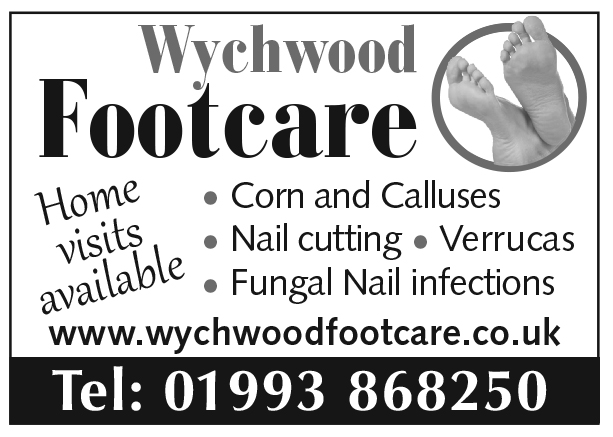 Wychwood
Footcare
Home
visits
available
• Corn and Calluses
• Nail cutting • Verrucas
• Fungal Nail infections
www.wychwoodfootcare.co.uk
Tel: 01993 868250